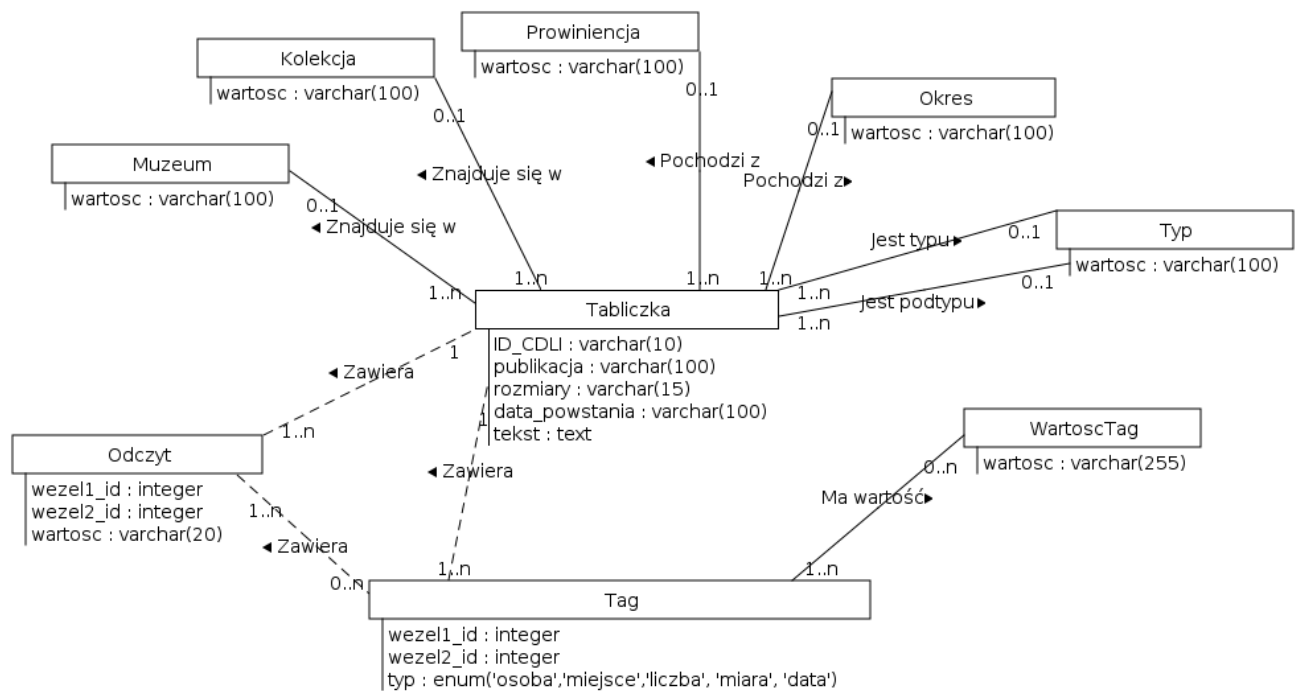 Prowiniencja
wartosc : varchar(100)
0..1
Kolekcja
wartosc : varchar(100)
0..1
Okres
wartosc : varchar(100)
0..1
Muzeum
wartosc : varchar(100)
0..1
◄ Pochodzi z
Pochodzi z►
◄ Znajduje się w
◄ Znajduje się w
Typ
wartosc : varchar(100)
Jest typu►
0..1
Jest podtypu►
0..1
1..n
1..n
1..n
1..n
1..n
1..n
Tabliczka
ID_CDLI : varchar(10)
publikacja : varchar(100)
rozmiary : varchar(15)
data_powstania : varchar(100)
tekst : text
1
◄ Zawiera
1..n
1
◄ Zawiera
1..n
Odczyt
wezel1_id : integer
wezel2_id : integer
wartosc : varchar(20)
1..n
◄ Zawiera
0..n
WartoscTag
wartosc : varchar(255)
0..n
Ma wartość►
1..n
Tag
wezel1_id : integer
wezel2_id : integer
typ : enum('osoba','miejsce','liczba', 'miara', 'data')